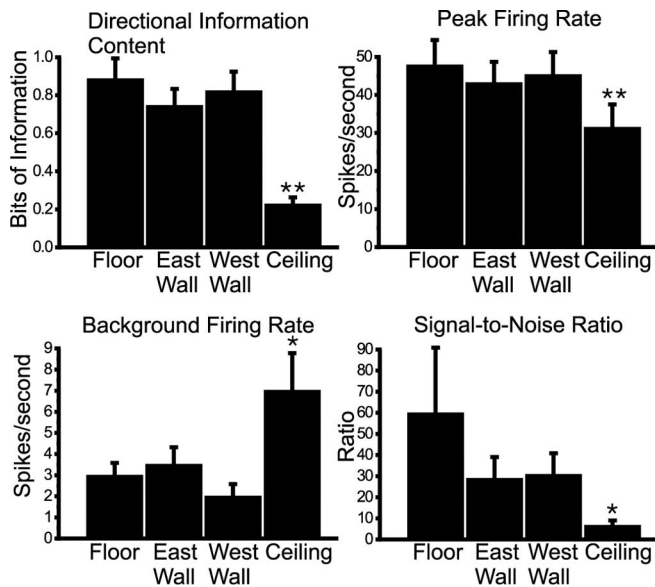 Directional Information
Content
Bits of Information
1.0
0.8
0.6
0.4
0.2
0.0
**
Floor
East
Wall
West
Wall
Ceiling
Peak Firing Rate
Spikes/second
50
40
30
20
10
0
**
Floor
East
Wall
West
Wall
Ceiling
Background Firing Rate
Spikes/second
9
8
7
6
5
4
3
2
1
0
*
Floor
East
Wall
West
Wall
Ceiling
Signal-to-Noise Ratio
Ratio
90
80
70
60
50
40
30
20
10
0
*
Floor
East
Wall
West
Wall
Ceiling